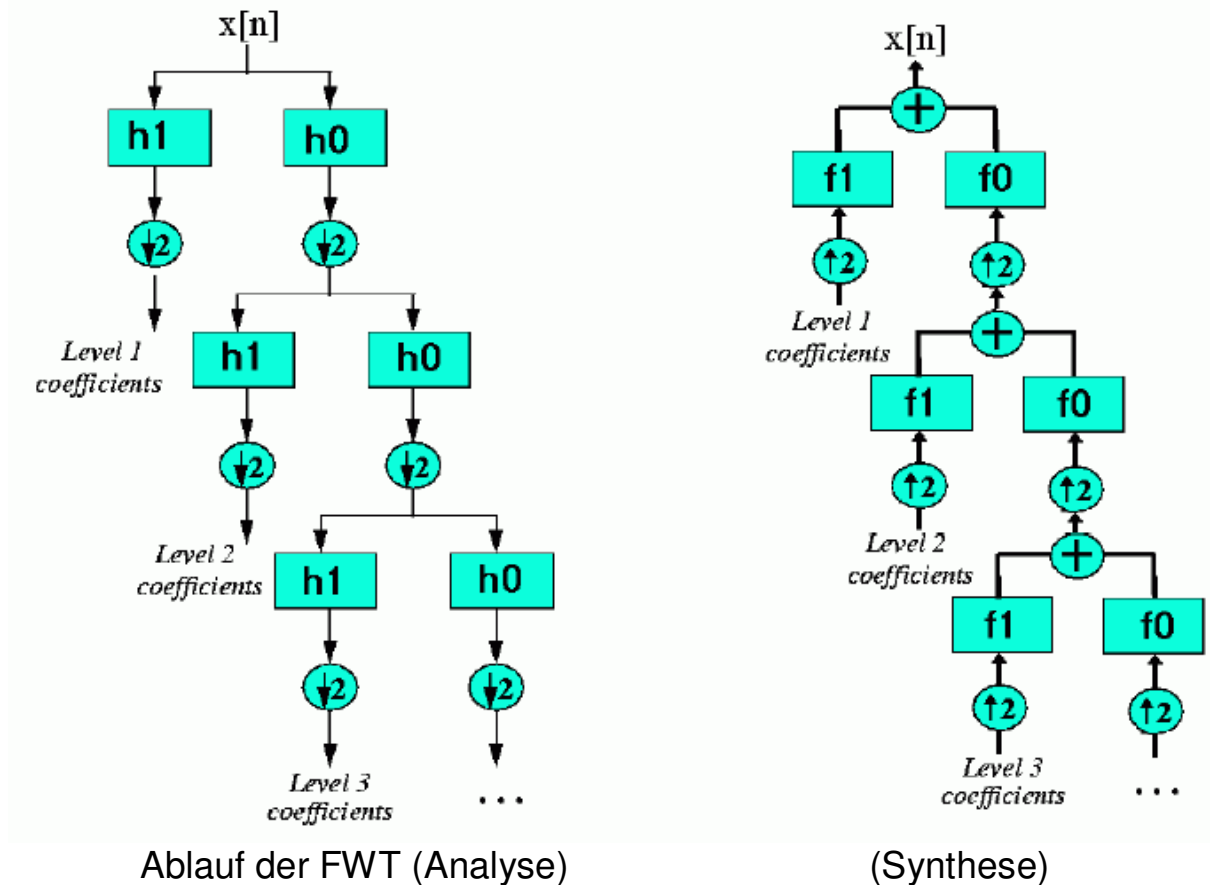 x[n]
h1
h0
↓2
↓2
Level 1
coefficients
h1
h0
↓2
↓2
Level 2
coefficients
h1
h0
↓2
↓2
Level 3
coefficients
...
Ablauf der FWT (Analyse)
x[n]
+
f1
f0
↑2
↑2
Level 1
coefficients
+
f1
f0
↑2
↑2
Level 2
coefficients
+
f1
f0
↑2
↑2
Level 3
coefficients
...
(Synthese)